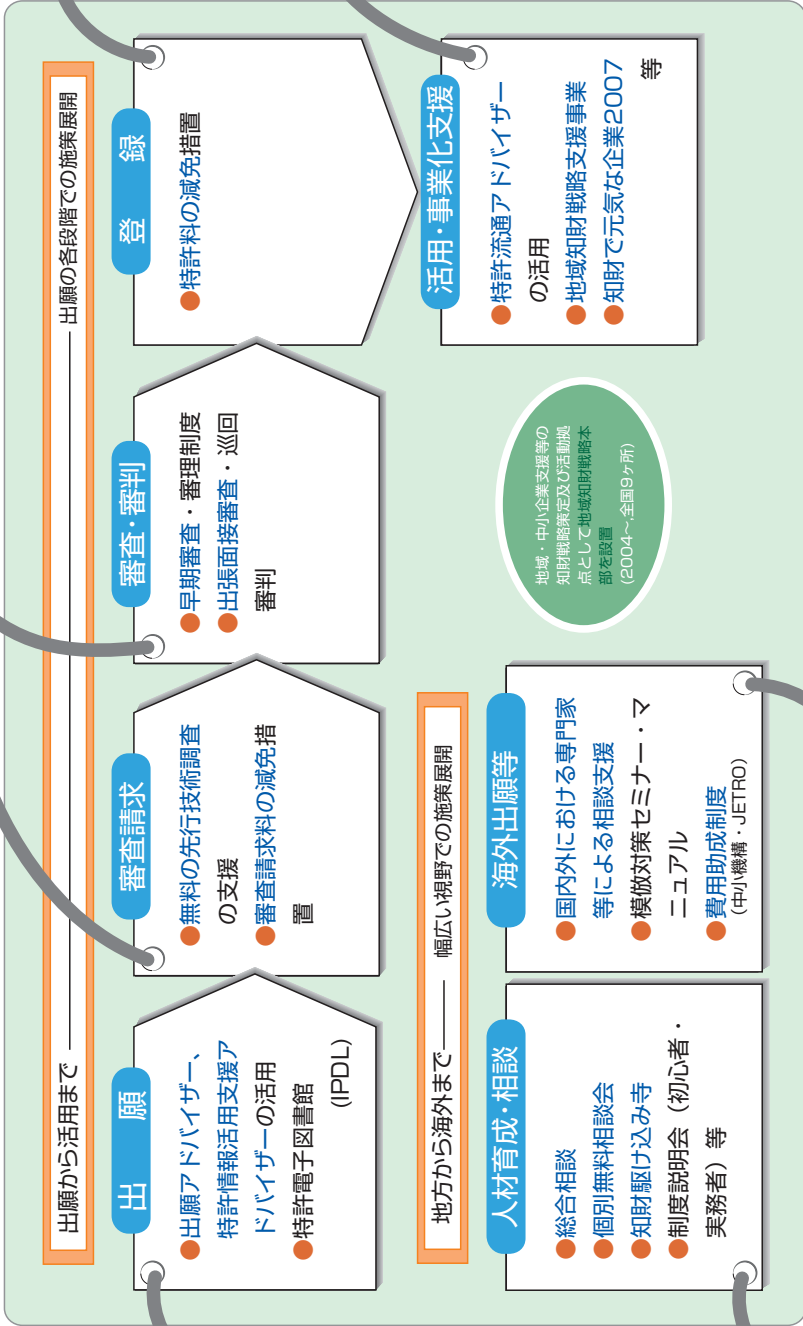 出願から活用まで――出願の各段階での施策展開
出　願
●出願アドバイザー、
特許情報活用支援ア
ドバイザーの活用
●特許電子図書館
(IPDL)
審査請求
●無料の先行技術調査
の支援
●審査請求料の減免措
置
審査・審判
●早期審査・審理制度
●出張面接審査・巡回
審判
登　録
●特許料の減免措置
活用・事業化支援
●特許流通アドバイザー
の活用
●地域知財戦略支援事業
●知財で元気な企業2007
等
地方から海外まで――幅広い視野での施策展開
人材育成・相談
●総合相談
●個別無料相談会
●知財駆け込み寺
●制度説明会（初心者・
実務者）等
海外出願等
●国内外における専門家
等による相談支援
●模倣対策セミナー・マ
ニュアル
●費用助成制度
（中小機構・JETRO）
地域・中小企業支援等の
知財戦略策定及び活動拠
点として地域知財戦略本
部を設置
(2004～,全国9ヶ所)